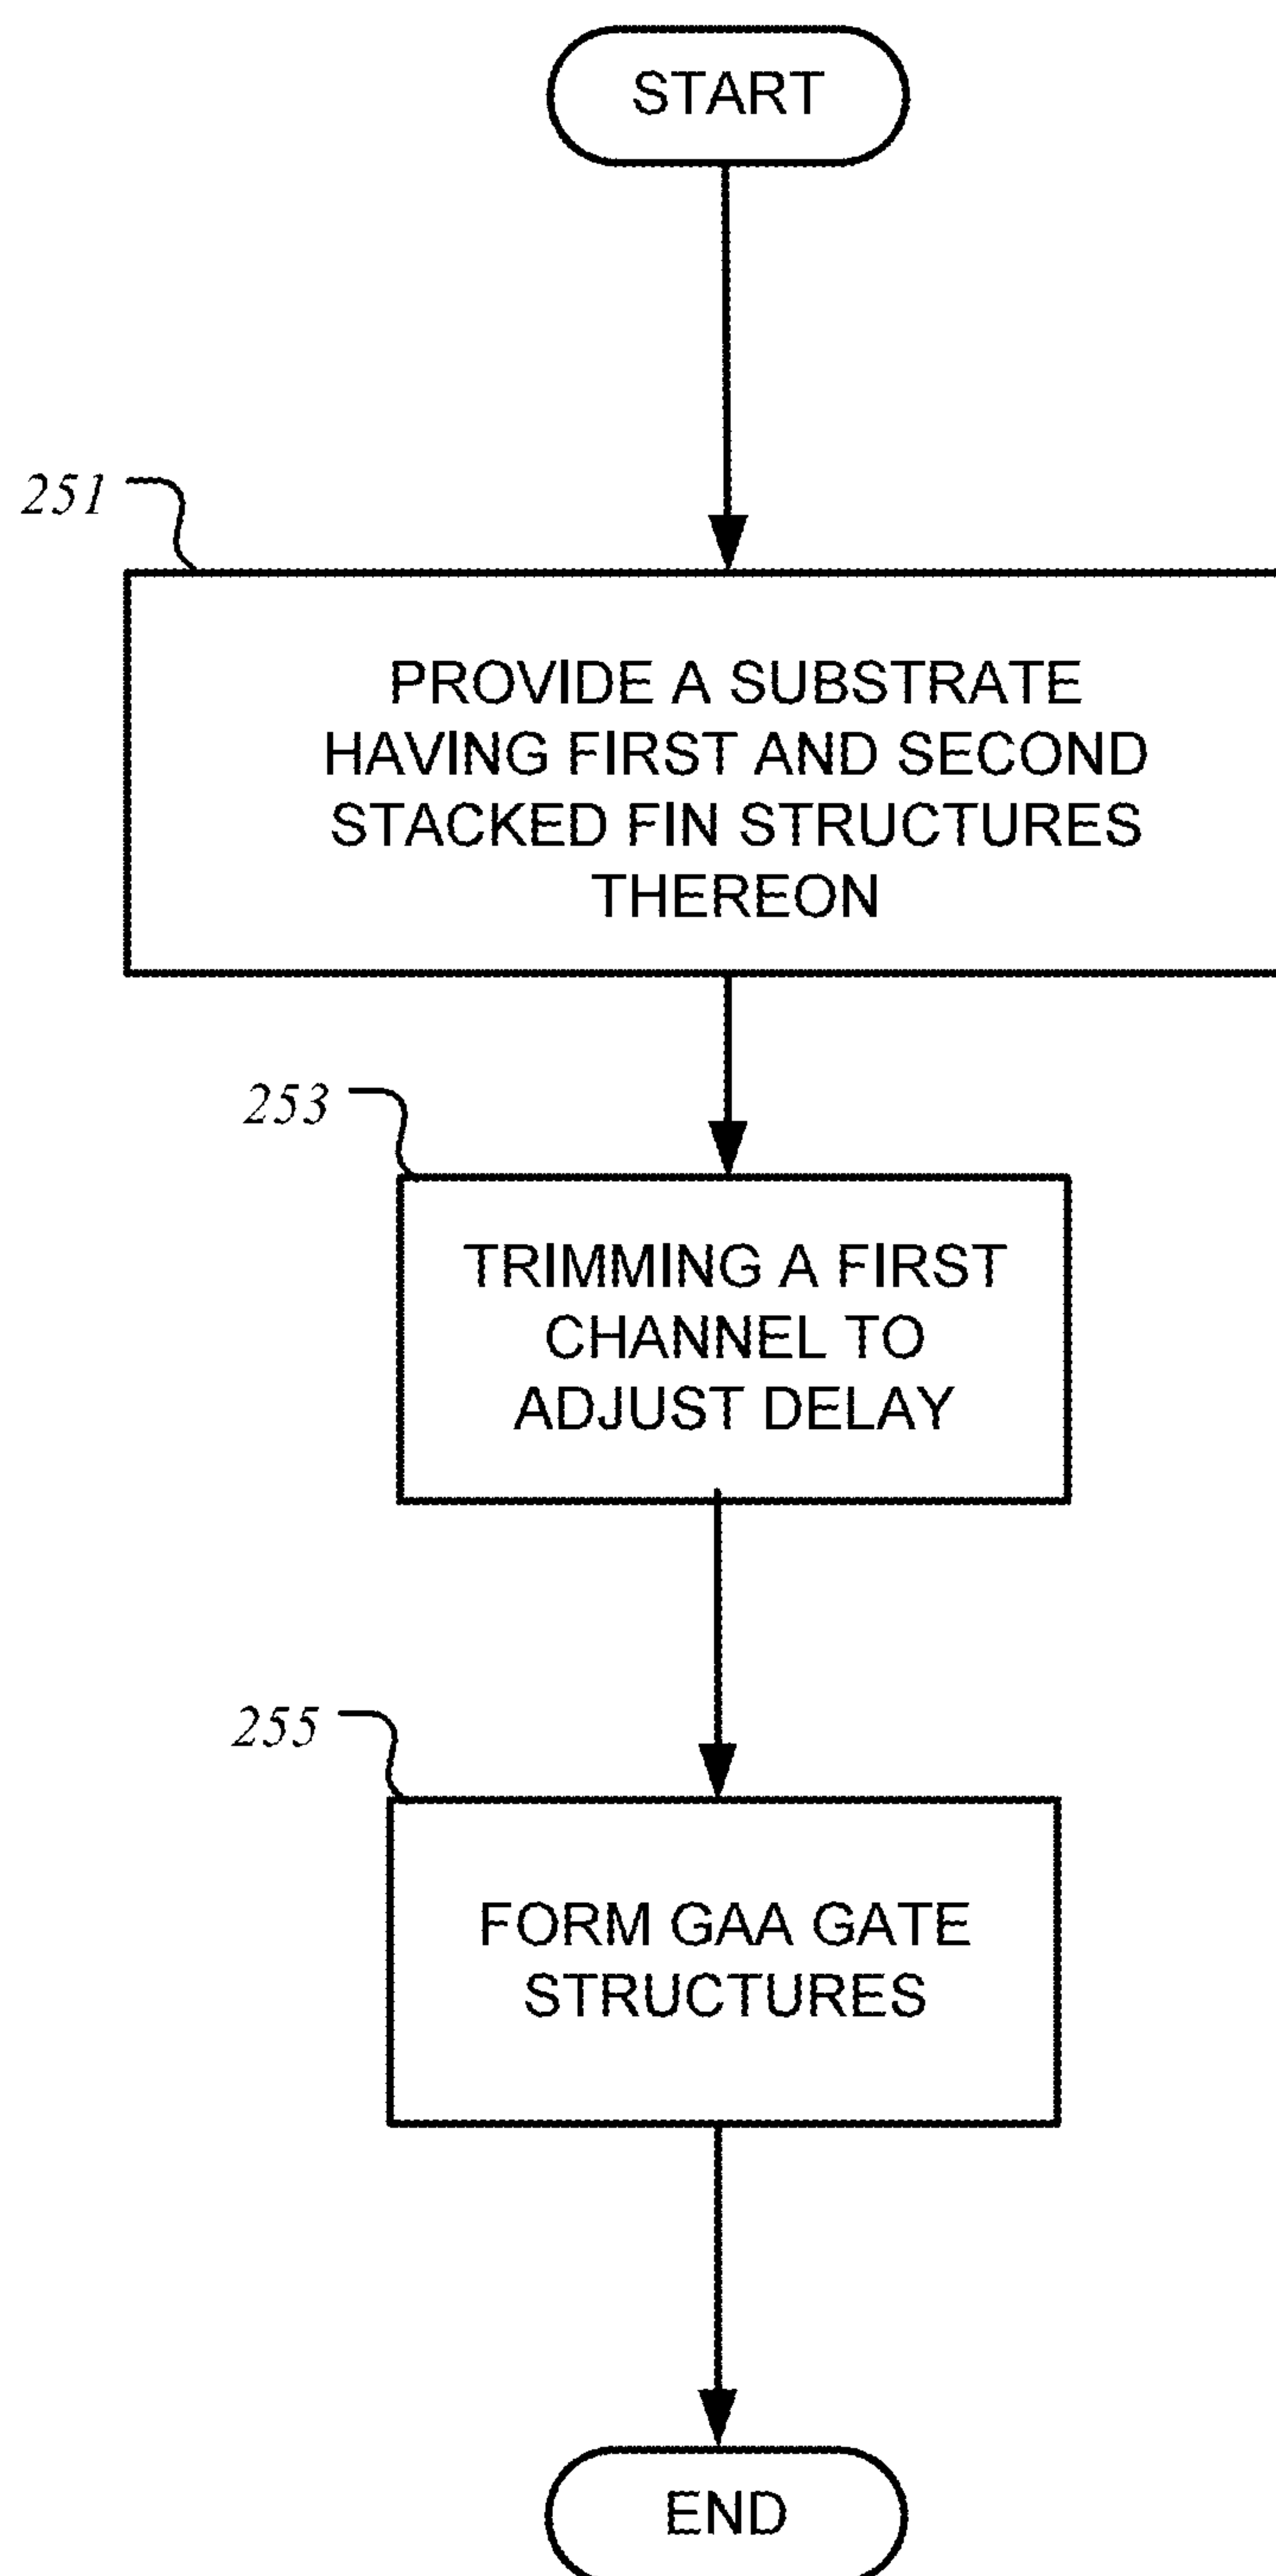 START
251
PROVIDE A SUBSTRATE
HAVING FIRST AND SECOND
STACKED FIN STRUCTURES
THEREON
253
TRIMMING A FIRST
CHANNEL TO
ADJUST DELAY
255
FORM GAA GATE
STRUCTURES
END